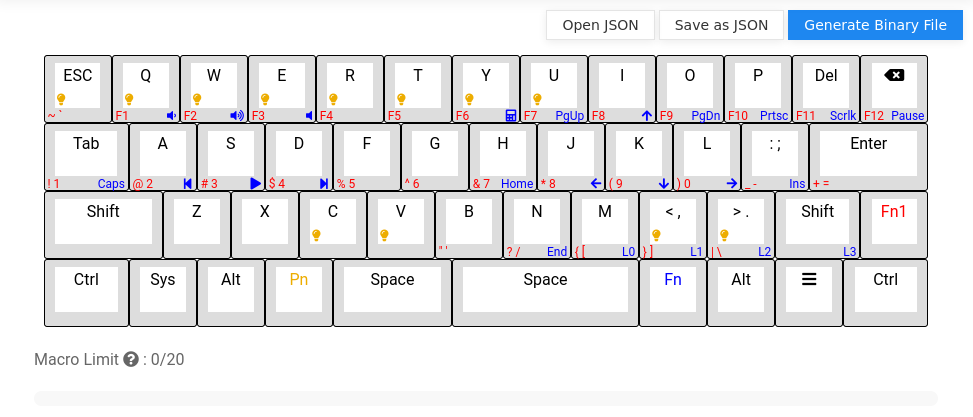 Open JSON Save as JSON Generate Binary File
ESC Q W E R T Y U I O P Del
~ ` F1 F2 F3 F4 F5 F6 F7 PgUp F8 F9 PgDn F10 Prtsc F11 Scrlk F12 Pause
Tab A S D F G H J K L : ; Enter
! 1 Caps @ 2 # 3 $ 4 % 5 ^ 6 & 7 Home * 8 ( 9 ) 0 _ - Ins + =
Shift Z X C V B N M < , > . Shift Fn1
" ' ? / End { [ L0 } ] L1 | \ L2 L3
Ctrl Sys Alt Pn Space Space Fn Alt Ctrl
Macro Limit ? : 0/20